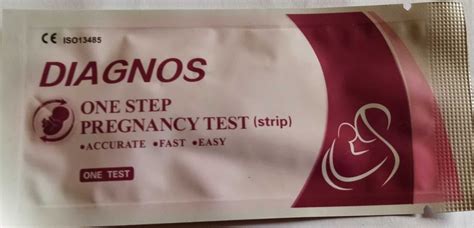 CE ISO13485
DIAGNOS
ONE STEP
PREGNANCY TEST (strip)
•ACCURATE •FAST •EASY
ONE TEST